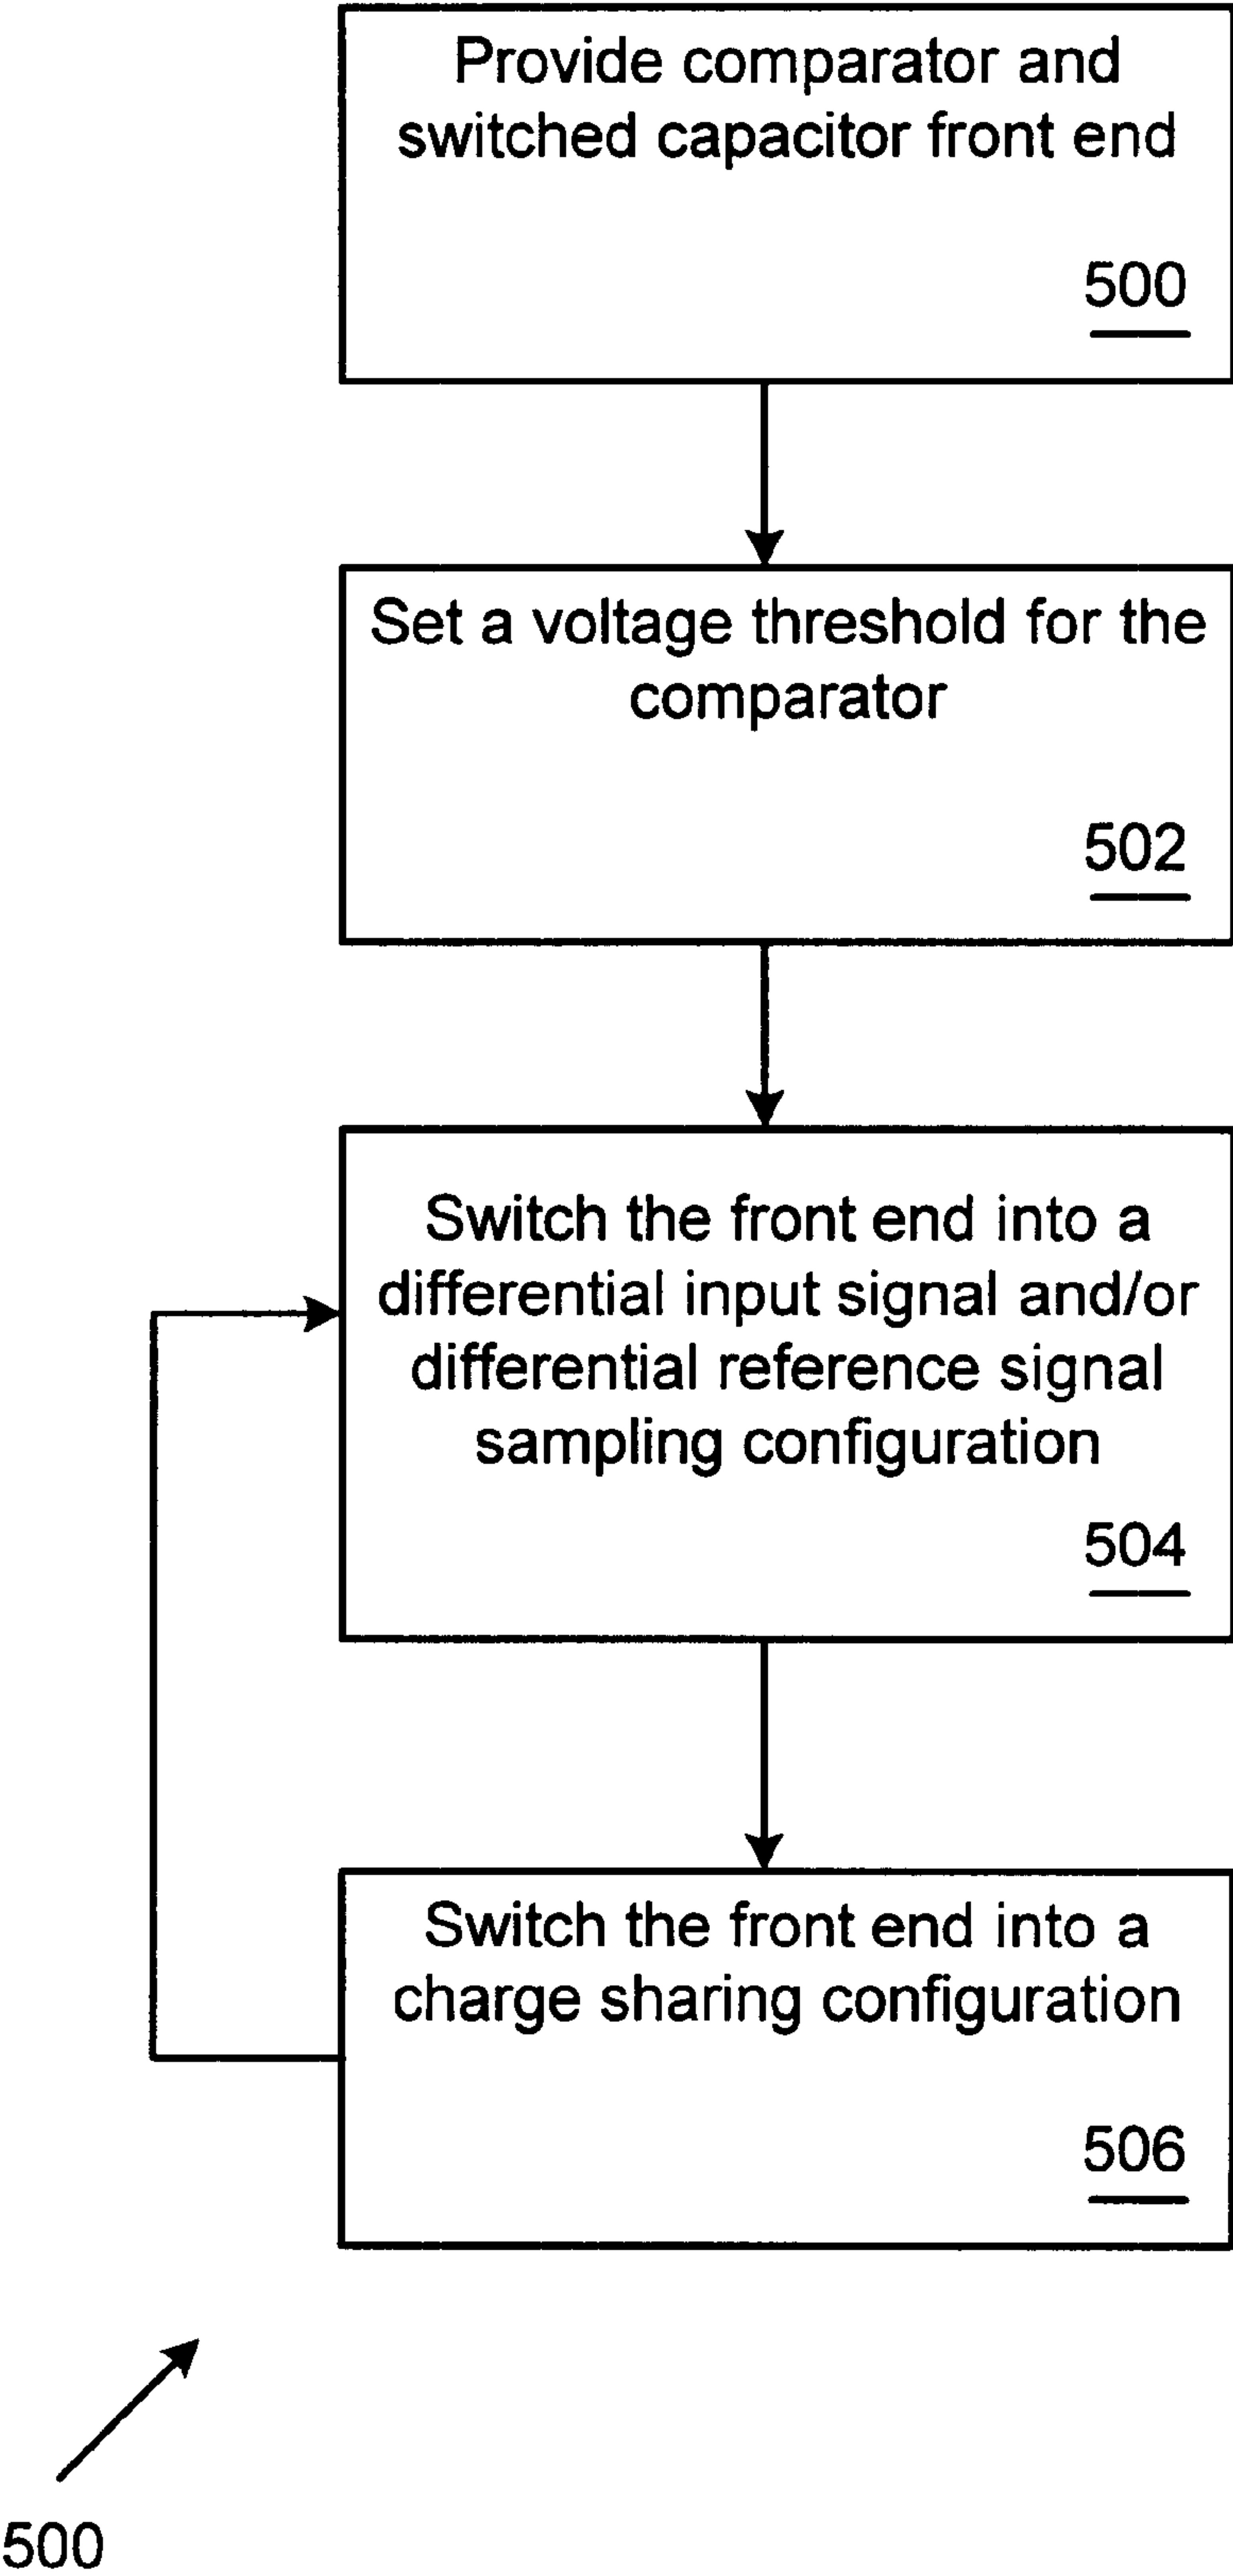 Provide comparator and
switched capacitor front end
500
Set a voltage threshold for the
comparator
502
Switch the front end into a
differential input signal and/or
differential reference signal
sampling configuration
504
Switch the front end into a
charge sharing configuration
506
500